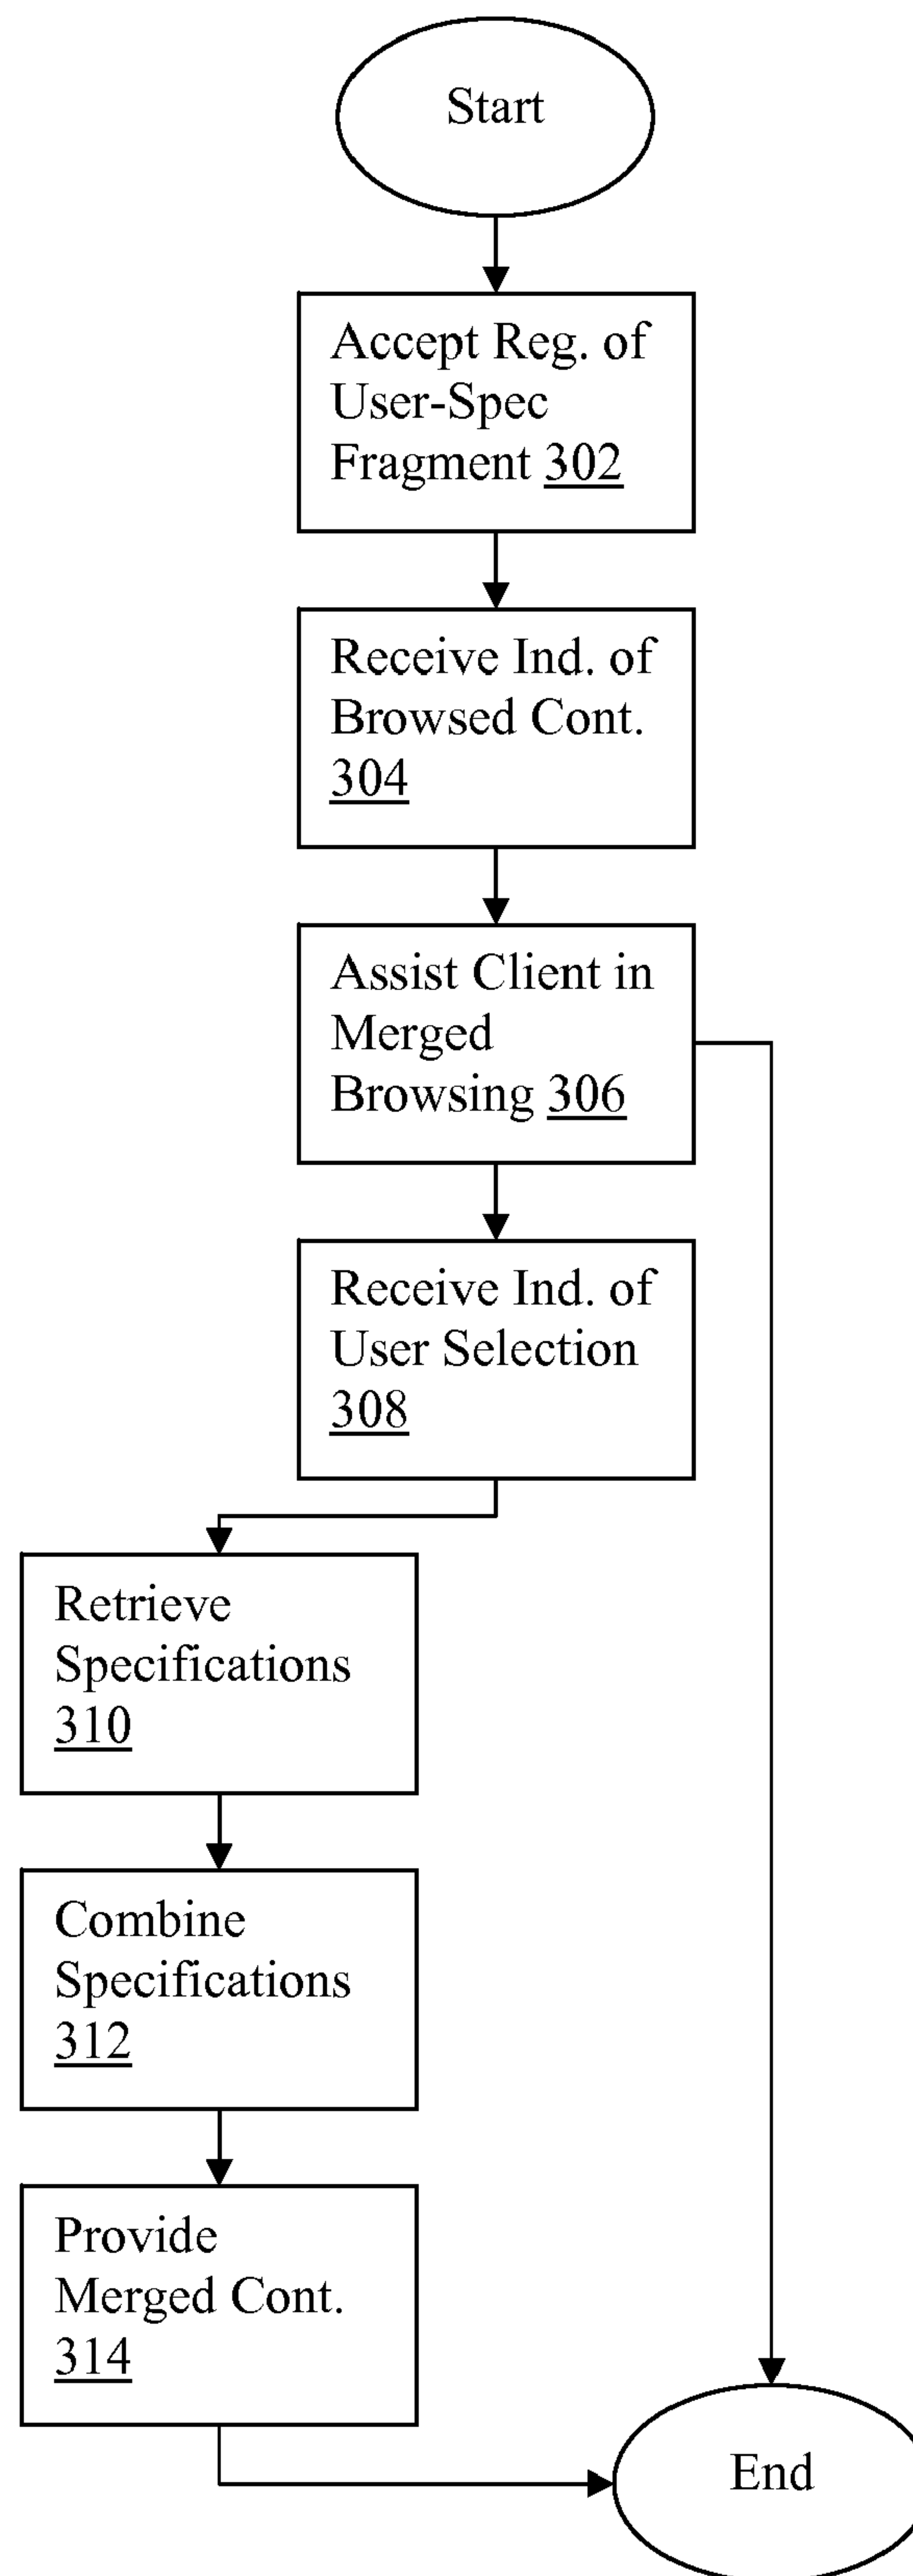 Start
Accept Reg. of
User-Spec
Fragment 302
Receive Ind. of
Browsed Cont.
304
Assist Client in
Merged
Browsing 306
Receive Ind. of
User Selection
308
Retrieve
Specifications
310
Combine
Specifications
312
Provide
Merged Cont.
314
End